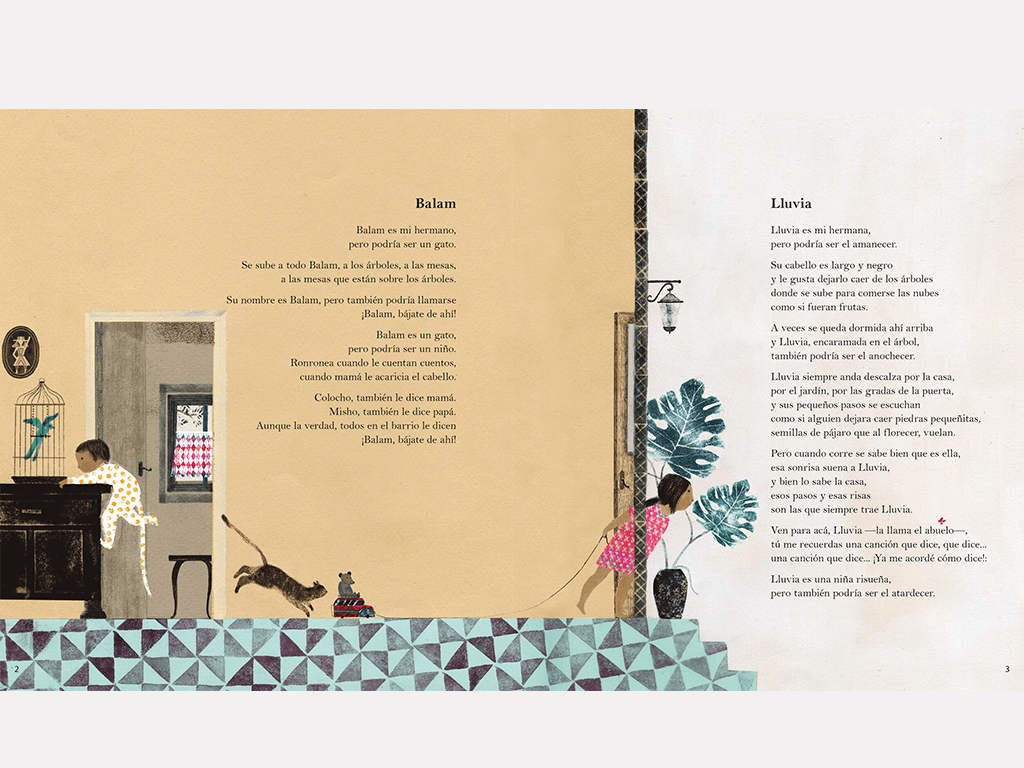 Balam
Balam es mi hermano,
pero podría ser un gato.
Se sube a todo Balam, a los árboles, a las mesas,
a las mesas que están sobre los árboles.
Su nombre es Balam, pero también podría llamarse
¡Balam, bájate de ahí!
Balam es un gato,
pero podría ser un niño.
Ronronea cuando le cuentan cuentos,
cuando mamá le acaricia el cabello.
Colocho, también le dice mamá.
Misho, también le dice papá.
Aunque la verdad, todos en el barrio le dicen
¡Balam, bájate de ahí!
2
Lluvia
Lluvia es mi hermana,
pero podría ser el amanecer.
Su cabello es largo y negro
y le gusta dejarlo caer de los árboles
donde se sube para comerse las nubes
como si fueran frutas.
A veces se queda dormida ahí arriba
y Lluvia, encaramada en el árbol,
también podría ser el anochecer.
Lluvia siempre anda descalza por la casa,
por el jardín, por las gradas de la puerta,
y sus pequeños pasos se escuchan
como si alguien dejara caer piedras pequeñitas,
semillas de pájaro que al florecer, vuelan.
Pero cuando corre se sabe bien que es ella,
esa sonrisa suena a Lluvia,
y bien lo sabe la casa,
esos pasos y esas risas
son las que siempre trae Lluvia.
Ven para acá, Lluvia —la llama el abuelo—,
tú me recuerdas una canción que dice, que dice...
una canción que dice... ¡Ya me acordé cómo dice!:
Lluvia es una niña risueña,
pero también podría ser el atardecer.
3